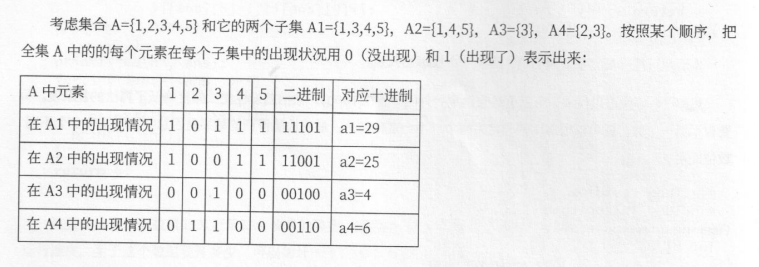 考虑集合 A={1,2,3,4,5} 和它的两个子集 A1={1,3,4,5}，A2={1,4,5}，A3={3}，A4={2,3}。按照某个顺序，把
全集 A 中的的每个元素在每个子集中的出现状况用 0（没出现）和 1（出现了）表示出来：
A 中元素 1 2 3 4 5 二进制 对应十进制
在 A1 中的出现情况 1 0 1 1 1 11101 a1=29
在 A2 中的出现情况 1 0 0 1 1 11001 a2=25
在 A3 中的出现情况 0 0 1 0 0 00100 a3=4
在 A4 中的出现情况 0 1 1 0 0 00110 a4=6